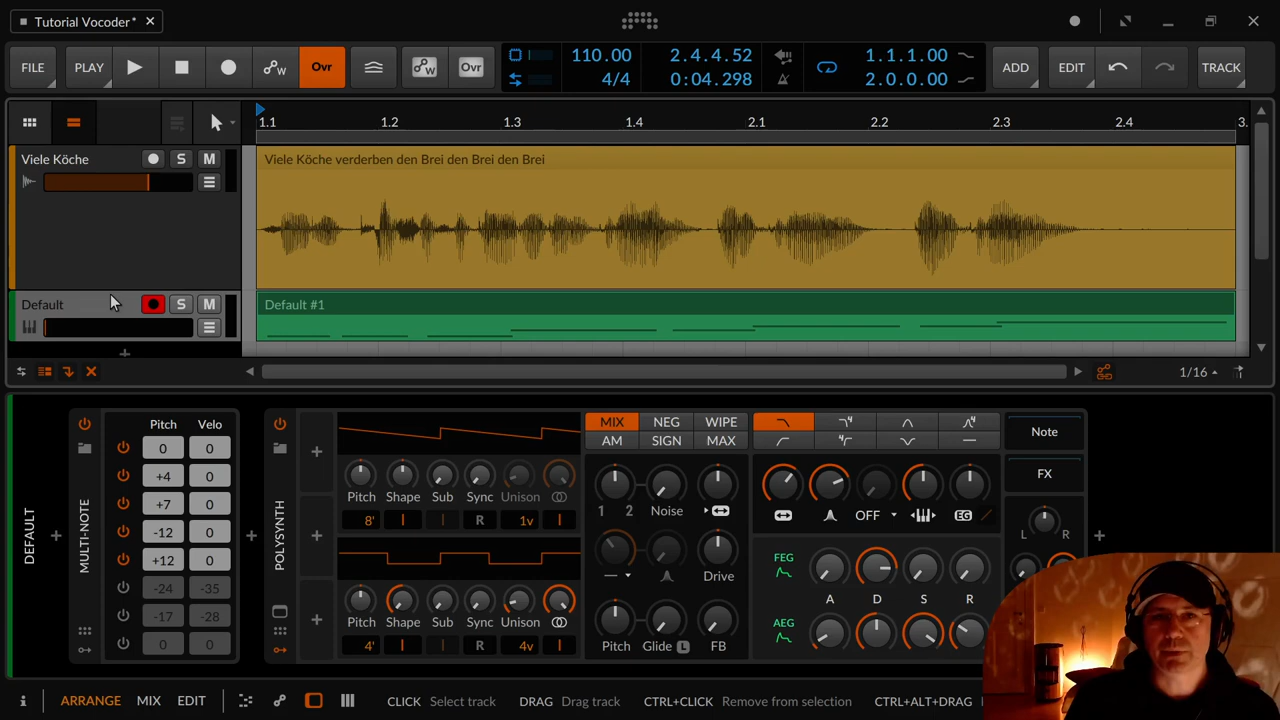 Tutorial Vocoder*
FILE PLAY Ovr Ovr 110.00 2.4.4.52 1.1.1.00 ADD EDIT TRACK
4/4 0:04.298 2.0.0.00
1.1 1.2 1.3 1.4 2.1 2.2 2.3 2.4 3.
Viele Köche S M Viele Köche verderben den Brei den Brei den Brei
Default S M Default #1
1/16
DEFAULT
MULTI-NOTE
Pitch Velo
0 0
+4 0
+7 0
-12 0
+12 0
-24 -35
-17 -28
0 0
POLYSYNTH
Pitch Shape Sub Sync Unison
8' R 1v
Pitch Shape Sub Sync Unison
4' R 4v
MIX NEG WIPE
AM SIGN MAX
1 2 Noise
Drive
Pitch Glide L FB
OFF EG
FEG
A D S R
AEG
Note
FX
L R
ARRANGE MIX EDIT CLICK Select track DRAG Drag track CTRL+CLICK Remove from selection CTRL+ALT+DRAG